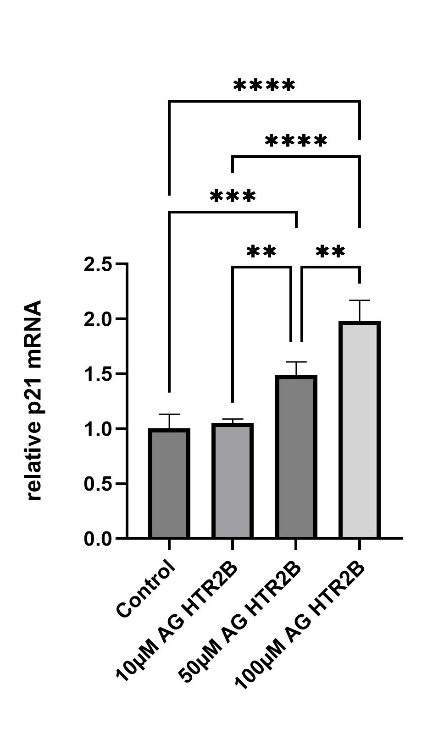 ****
****
***
** **
2.5
2.0
1.5
1.0
0.5
0.0
relative p21 mRNA
Control
10µM AG HTR2B
50µM AG HTR2B
100µM AG HTR2B